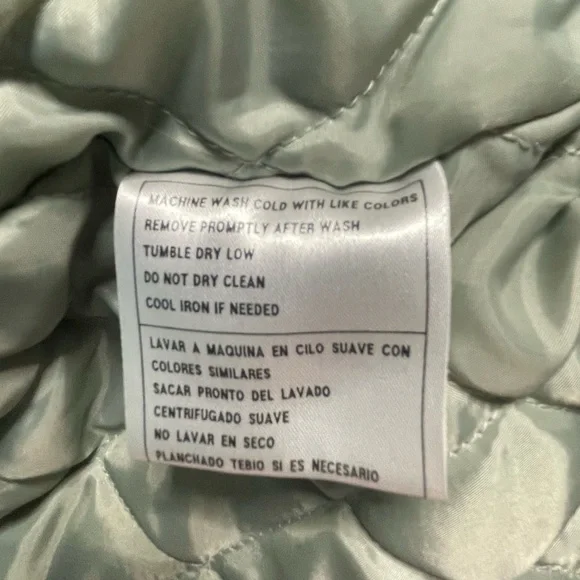 MACHINE WASH COLD WITH LIKE COLORS
REMOVE PROMPTLY AFTER WASH
TUMBLE DRY LOW
DO NOT DRY CLEAN
COOL IRON IF NEEDED
LAVAR A MAQUINA EN CILO SUAVE CON
COLORES SIMILARES
SACAR PRONTO DEL LAVADO
CENTRIFUGADO SUAVE
NO LAVAR EN SECO
PLANCHADO TEBIO SI ES NECESARIO